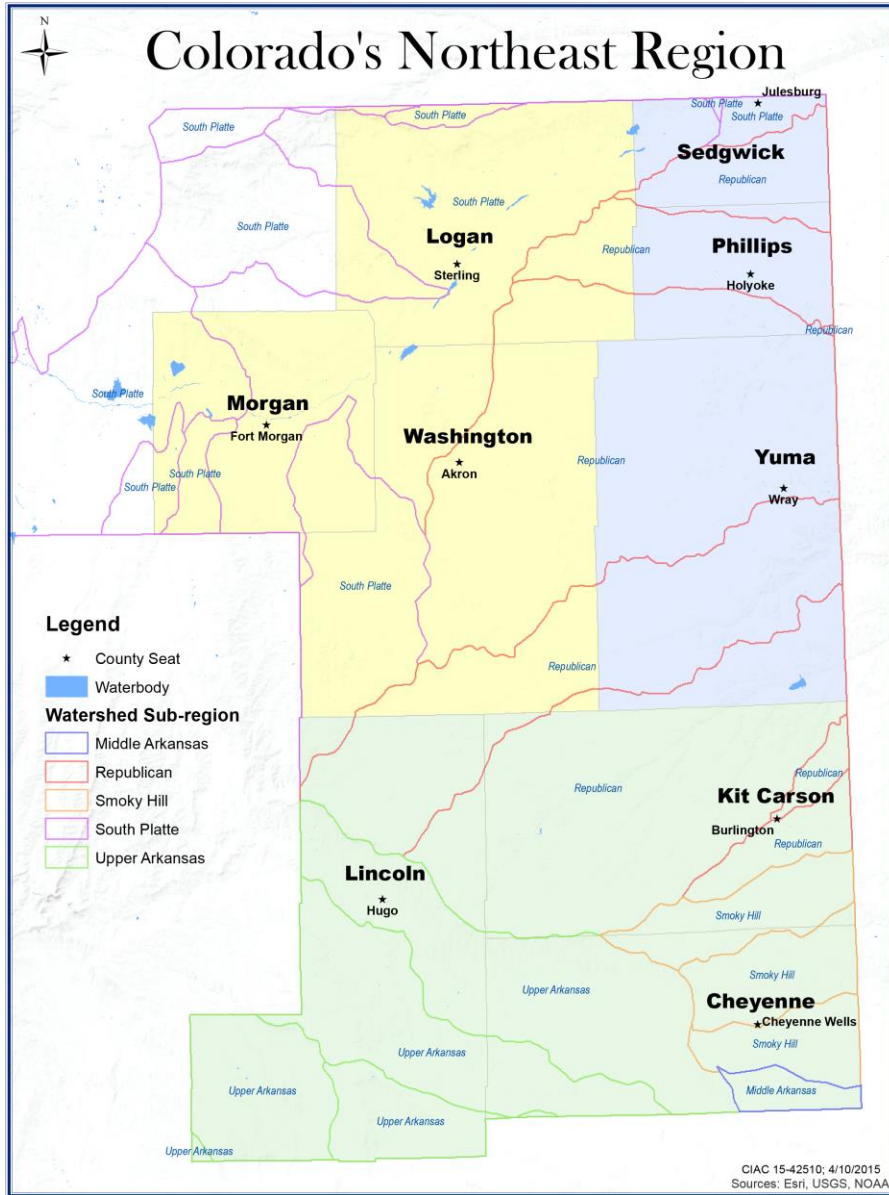 N
Colorado's Northeast Region
Julesburg
South Platte
South Platte
South Platte
South Platte
Sedgwick
Republican
South Platte
South Platte
Logan
Sterling
Republican
Phillips
Holyoke
Republican
South Platte
Morgan
Fort Morgan
Washington
Akron
Republican
Yuma
Wray
South Platte
South Platte
South Platte
Republican
Legend
County Seat
Waterbody
Watershed Sub-region
Middle Arkansas
Republican
Smoky Hill
South Platte
Upper Arkansas
Republican
Republican
Kit Carson
Burlington
Republican
Lincoln
Hugo
Smoky Hill
Upper Arkansas
Smoky Hill
Cheyenne
Cheyenne Wells
Smoky Hill
Upper Arkansas
Upper Arkansas
Middle Arkansas
Upper Arkansas
Upper Arkansas
CIAC 15-42510; 4/10/2015
Sources: Esri, USGS, NOAA